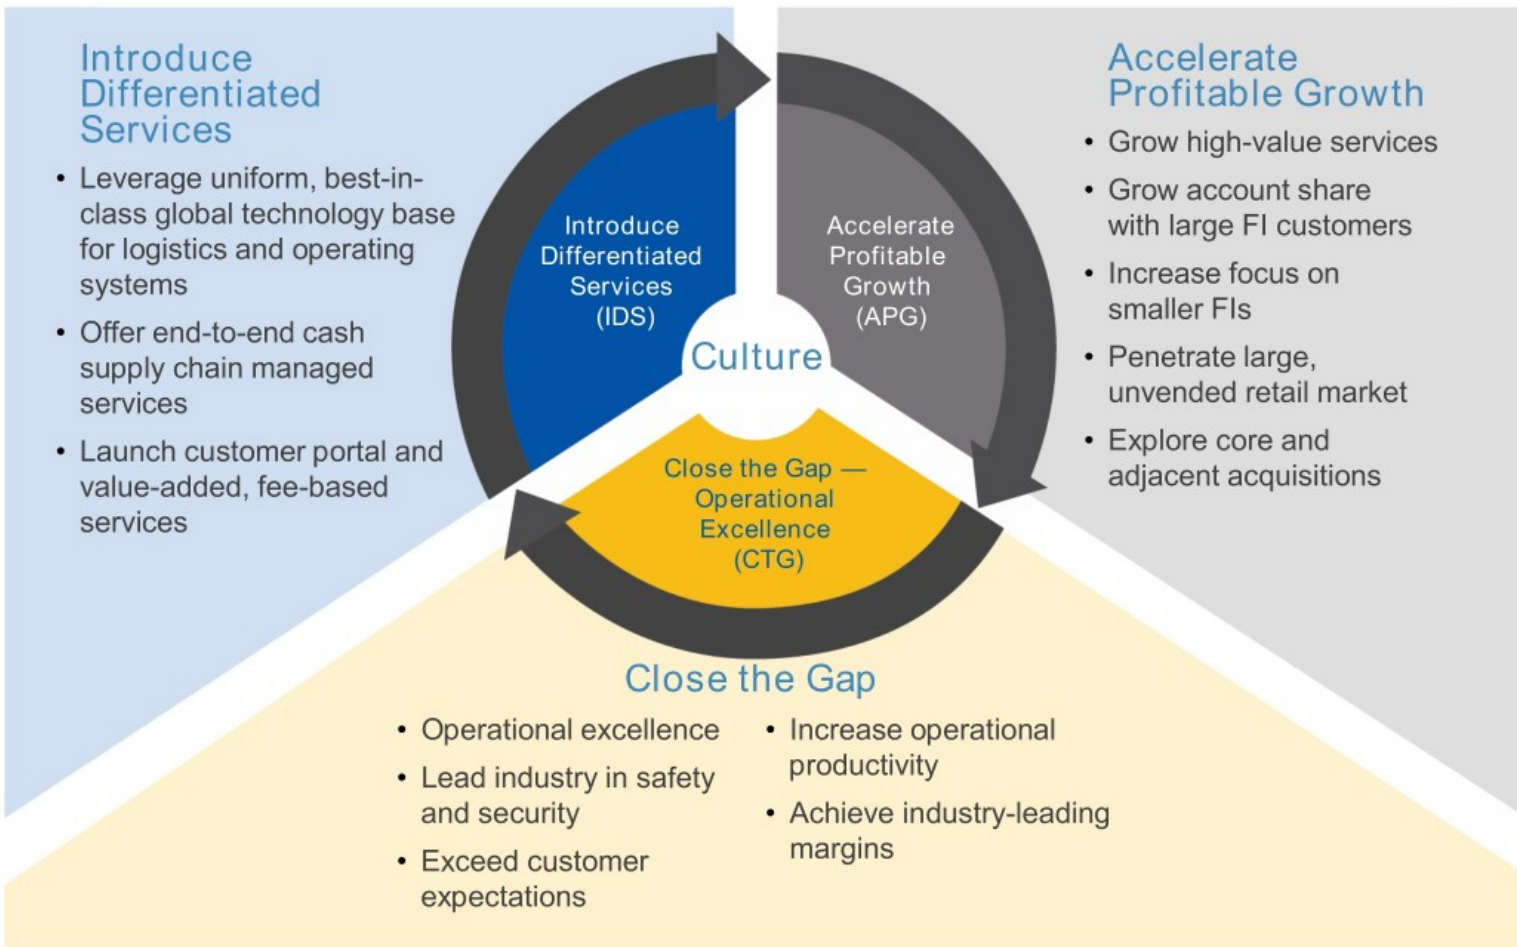 Introduce
Differentiated
Services
• Leverage uniform, best-in-
class global technology base
for logistics and operating
systems
• Offer end-to-end cash
supply chain managed
services
• Launch customer portal and
value-added, fee-based
services
Introduce
Differentiated
Services
(IDS)
Accelerate
Profitable
Growth
(APG)
Culture
Close the Gap —
Operational
Excellence
(CTG)
Accelerate
Profitable Growth
• Grow high-value services
• Grow account share
with large FI customers
• Increase focus on
smaller FIs
• Penetrate large,
unvended retail market
• Explore core and
adjacent acquisitions
Close the Gap
• Operational excellence
• Lead industry in safety
and security
• Exceed customer
expectations
• Increase operational
productivity
• Achieve industry-leading
margins